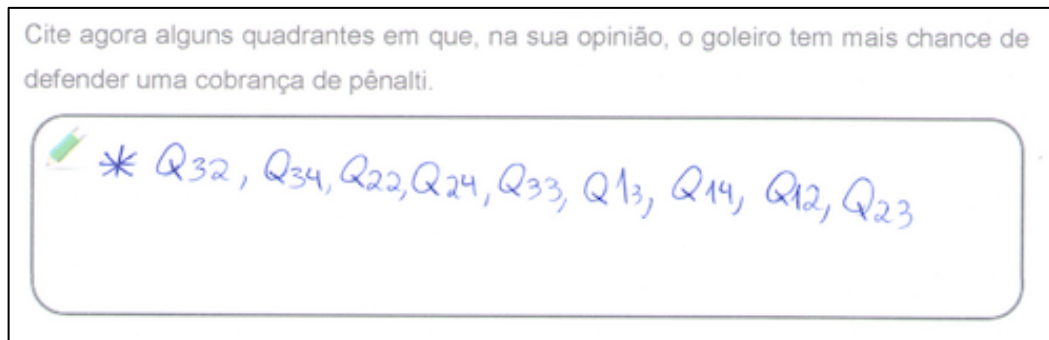 Cite agora alguns quadrantes em que, na sua opinião, o goleiro tem mais chance de
defender uma cobrança de pênalti.
* Q32, Q34, Q22, Q24, Q33, Q13, Q14, Q12, Q23